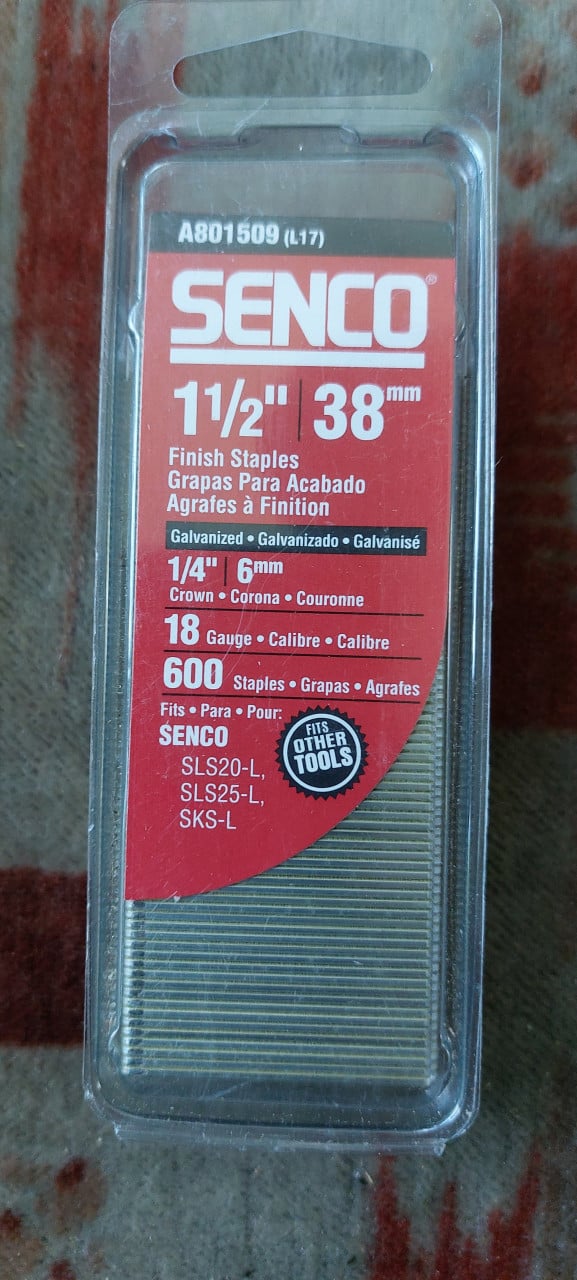 A801509 (L17)
SENCO®
1 1/2" | 38 mm
Finish Staples
Grapas Para Acabado
Agrafes à Finition
Galvanized • Galvanizado • Galvanisé
1/4" | 6mm
Crown • Corona • Couronne
18 Gauge • Calibre • Calibre
600 Staples • Grapas • Agrafes
Fits • Para • Pour:
SENCO
SLS20-L,
SLS25-L,
SKS-L
FITS
OTHER
TOOLS